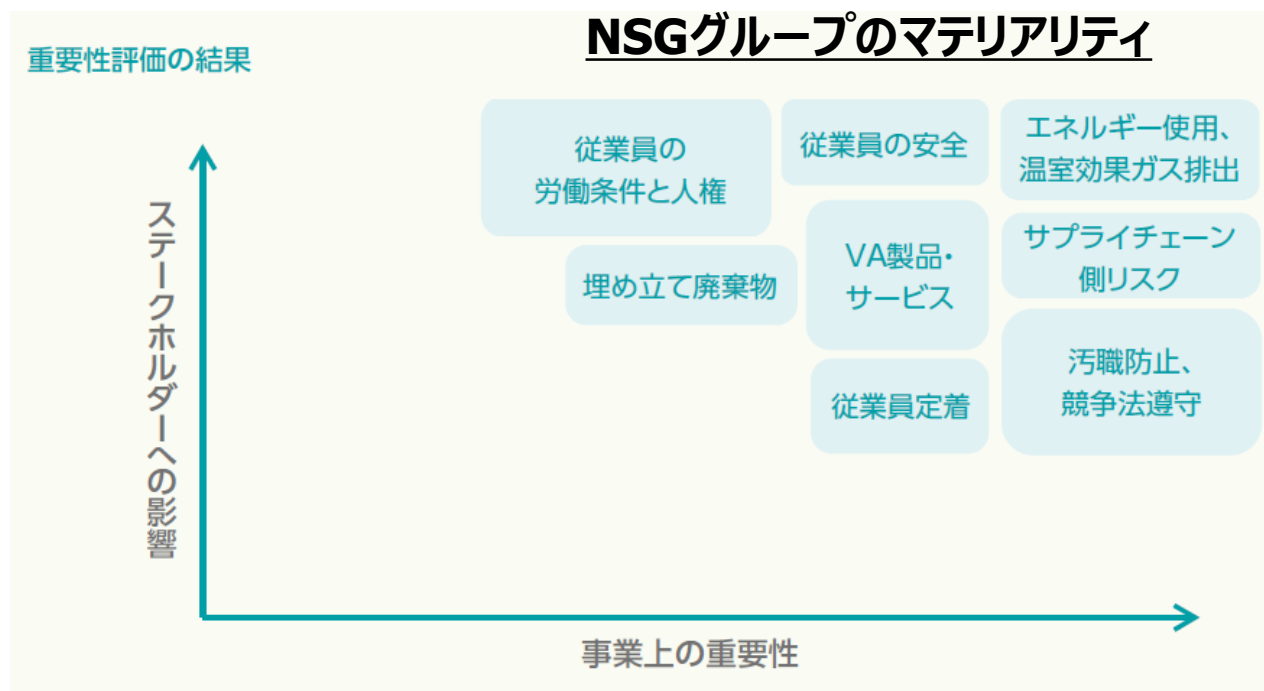 NSGグループのマテリアリティ
重要性評価の結果
従業員の
労働条件と人権
従業員の安全
エネルギー使用、
温室効果ガス排出
埋め立て廃棄物
VA製品・
サービス
サプライチェーン
側リスク
従業員定着
汚職防止、
競争法遵守
ステークホルダーへの影響
事業上の重要性